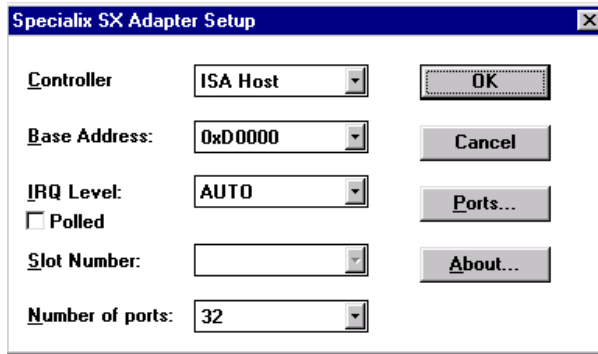 Specialix SX Adapter Setup
Controller
ISA Host
OK
Base Address:
0xD0000
Cancel
IRQ Level:
AUTO
Polled
Ports...
Slot Number:
About...
Number of ports:
32